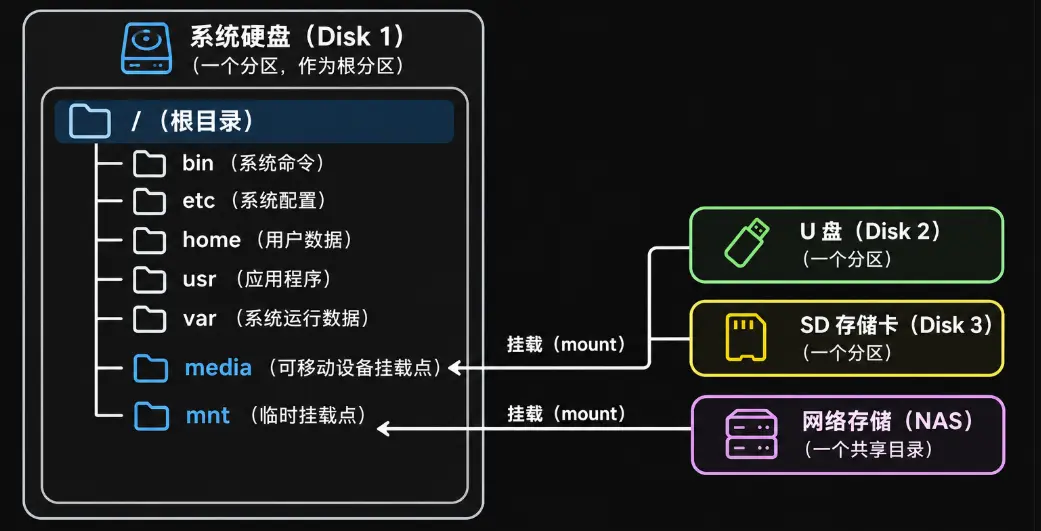 系统硬盘（Disk 1）
（一个分区，作为根分区）
/ （根目录）
bin （系统命令）
etc （系统配置）
home （用户数据）
usr （应用程序）
var （系统运行数据）
media （可移动设备挂载点）
mnt （临时挂载点）
挂载（mount）
挂载（mount）
U 盘（Disk 2）
（一个分区）
SD 存储卡（Disk 3）
（一个分区）
网络存储（NAS）
（一个共享目录）